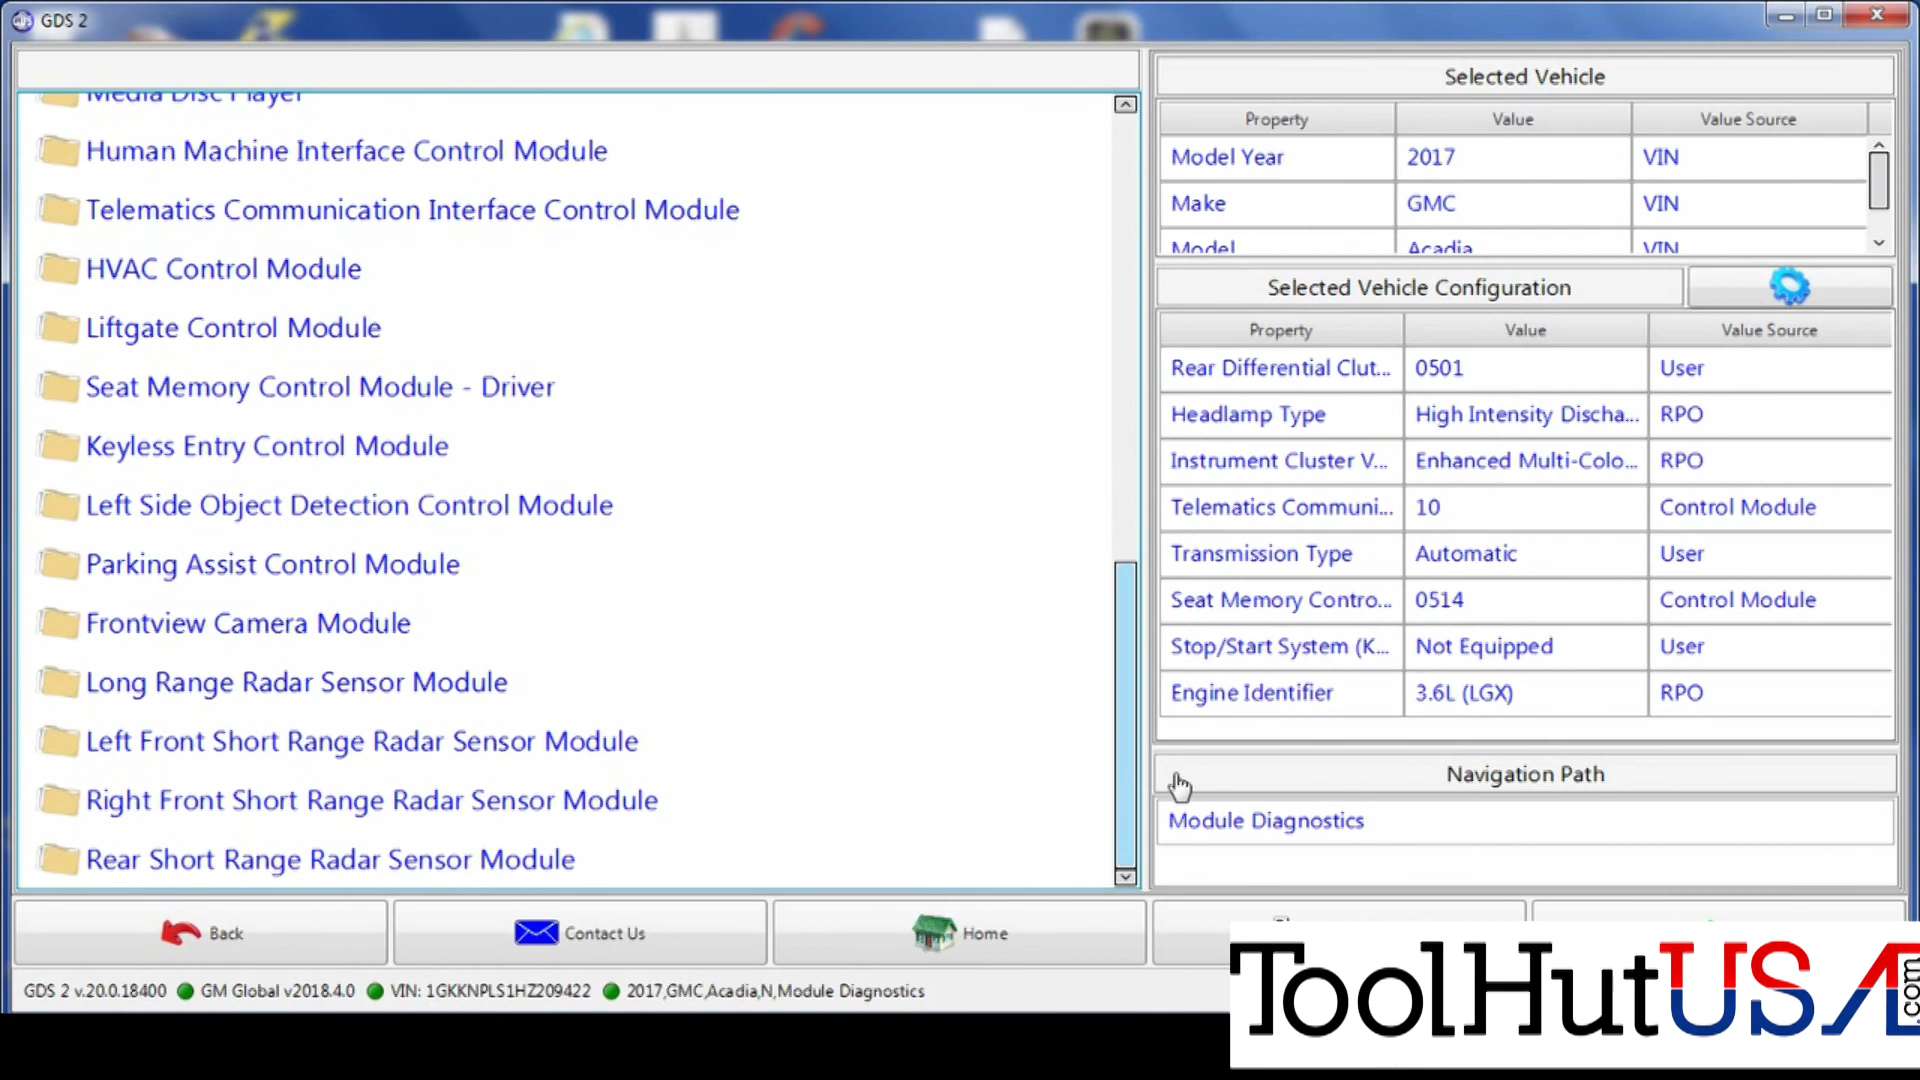 GDS 2
Media Disc Player
Human Machine Interface Control Module
Telematics Communication Interface Control Module
HVAC Control Module
Liftgate Control Module
Seat Memory Control Module - Driver
Keyless Entry Control Module
Left Side Object Detection Control Module
Parking Assist Control Module
Frontview Camera Module
Long Range Radar Sensor Module
Left Front Short Range Radar Sensor Module
Right Front Short Range Radar Sensor Module
Rear Short Range Radar Sensor Module
Selected Vehicle
Property Value Value Source
Model Year 2017 VIN
Make GMC VIN
Model Acadia VIN
Selected Vehicle Configuration
Property Value Value Source
Rear Differential Clut... 0501 User
Headlamp Type High Intensity Discha... RPO
Instrument Cluster V... Enhanced Multi-Colo... RPO
Telematics Communi... 10 Control Module
Transmission Type Automatic User
Seat Memory Contro... 0514 Control Module
Stop/Start System (K... Not Equipped User
Engine Identifier 3.6L (LGX) RPO
Navigation Path
Module Diagnostics
Back Contact Us Home
GDS 2 v.20.0.18400 GM Global v2018.4.0 VIN: 1GKKNPLS1HZ209422 2017,GMC,Acadia,N,Module Diagnostics
ToolHutUSA.com